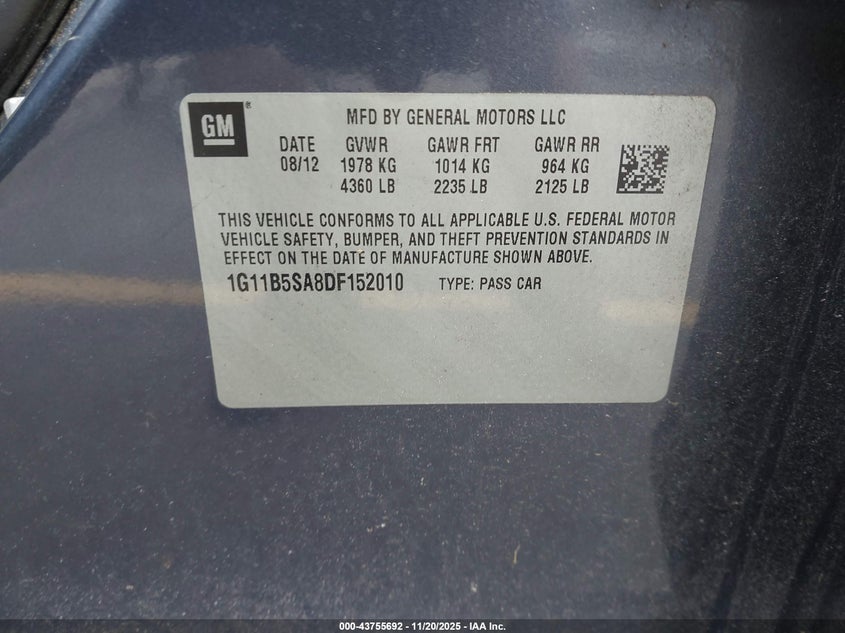 GM®
MFD BY GENERAL MOTORS LLC
DATE GVWR GAWR FRT GAWR RR
08/12 1978 KG 1014 KG 964 KG
4360 LB 2235 LB 2125 LB
THIS VEHICLE CONFORMS TO ALL APPLICABLE U.S. FEDERAL MOTOR
VEHICLE SAFETY, BUMPER, AND THEFT PREVENTION STANDARDS IN
EFFECT ON THE DATE OF MANUFACTURE SHOWN ABOVE.
1G11B5SA8DF152010 TYPE: PASS CAR
000-43755692 - 11/20/2025 - IAA Inc.